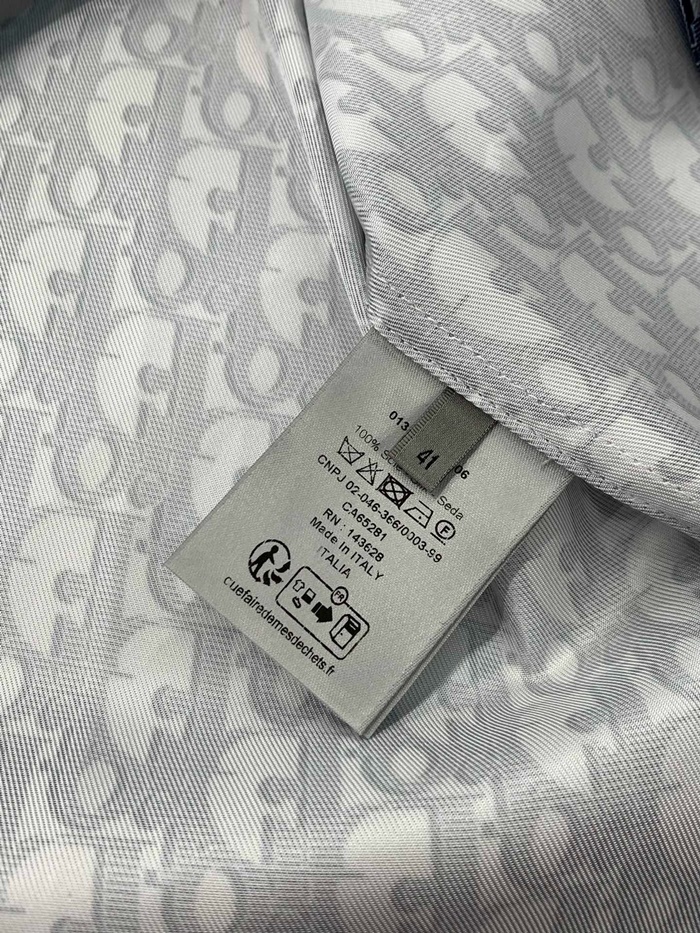 013
06
41
100% Seda
CNPJ 02-046-366/0003-99
CA65281
RN : 143628
Made in ITALY
ITALIA
FR
quefairedemesdechets.fr